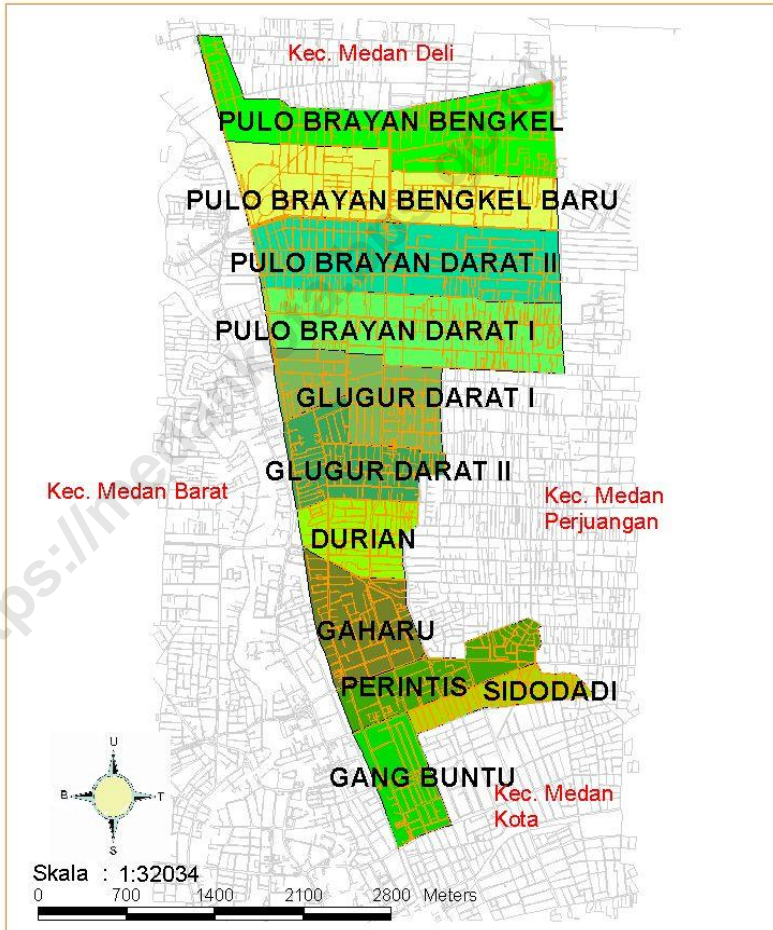 Kec. Medan Deli
PULO BRAYAN BENGKEL
PULO BRAYAN BENGKEL BARU
PULO BRAYAN DARAT II
PULO BRAYAN DARAT I
GLUGUR DARAT I
GLUGUR DARAT II
Kec. Medan Barat
Kec. Medan
Perjuangan
DURIAN
GAHARU
PERINTIS
SIDODADI
GANG BUNTU
Kec. Medan
Kota
U
B
T
S
Skala : 1:32034
0 700 1400 2100 2800 Meters